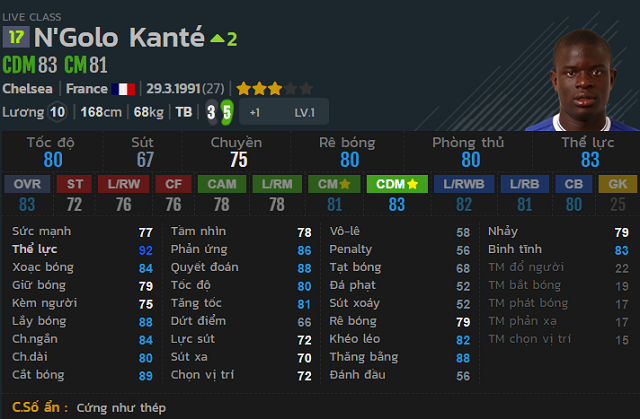 LIVE CLASS
17 N'Golo Kanté 2
CDM 83 CM 81
Chelsea France 29.3.1991 (27)
Lương 10 168cm 68kg TB 3 5 +1 LV.1
Tốc độ Sút Chuyền Rê bóng Phòng thủ Thể lực
80 67 75 80 80 83
OVR ST L/RW CF CAM L/RM CM CDM L/RWB L/RB CB GK
83 72 76 76 78 78 81 83 82 81 80 25
Sức mạnh 77 Tầm nhìn 78 Vô-lê 58 Nhảy 79
Thể lực 92 Phản ứng 86 Penalty 56 Bình tĩnh 83
Xoạc bóng 84 Quyết đoán 88 Tạt bóng 68 TM đổ người 22
Giữ bóng 79 Tốc độ 80 Đá phạt 52 TM bắt bóng 19
Kèm người 75 Tăng tốc 81 Sút xoáy 52 TM phát bóng 17
Lấy bóng 88 Dứt điểm 66 Rê bóng 79 TM phản xạ 17
Ch.ngắn 84 Lực sút 72 Khéo léo 82 TM chọn vị trí 15
Ch.dài 80 Sút xa 70 Thăng bằng 88
Cắt bóng 89 Chọn vị trí 72 Đánh đầu 56
C.Số ẩn : Cứng như thép